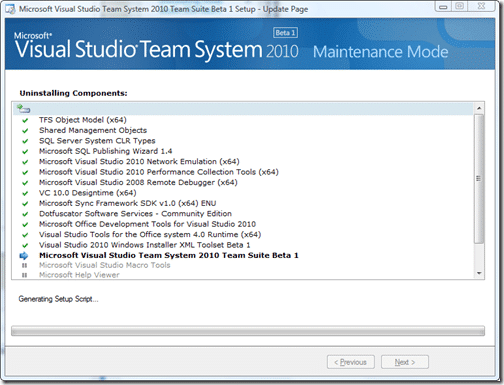 Microsoft Visual Studio Team System 2010 Team Suite Beta 1 Setup - Update Page
Microsoft®
Visual Studio® Team System 2010
Beta 1
Maintenance Mode
Uninstalling Components:
TFS Object Model (x64)
Shared Management Objects
SQL Server System CLR Types
Microsoft SQL Publishing Wizard 1.4
Microsoft Visual Studio 2010 Network Emulation (x64)
Microsoft Visual Studio 2010 Performance Collection Tools (x64)
Microsoft Visual Studio 2008 Remote Debugger (x64)
VC 10.0 Designtime (x64)
Microsoft Sync Framework SDK v1.0 (x64) ENU
Dotfuscator Software Services - Community Edition
Microsoft Office Development Tools for Visual Studio 2010
Visual Studio Tools for the Office system 4.0 Runtime (x64)
Visual Studio 2010 Windows Installer XML Toolset Beta 1
Microsoft Visual Studio Team System 2010 Team Suite Beta 1
Microsoft Visual Studio Macro Tools
Microsoft Help Viewer
Generating Setup Script...
< Previous
Next >